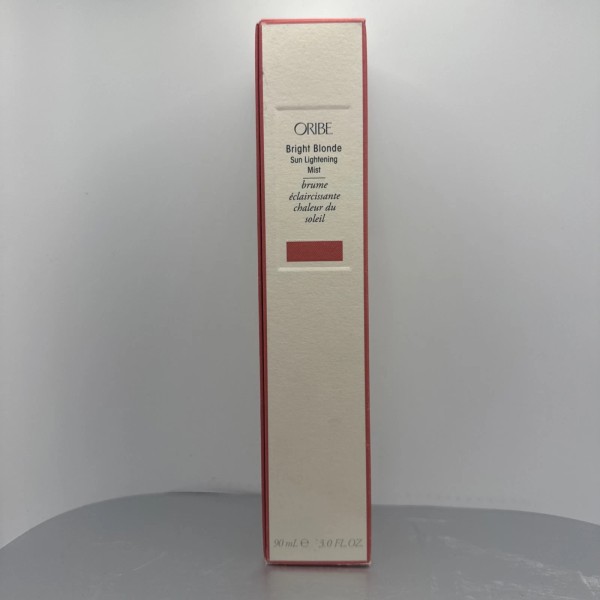 ORIBE
Bright Blonde
Sun Lightening
Mist
brume
éclaircissante
chaleur du
soleil
90 mL ℮ 3.0 FL.OZ.